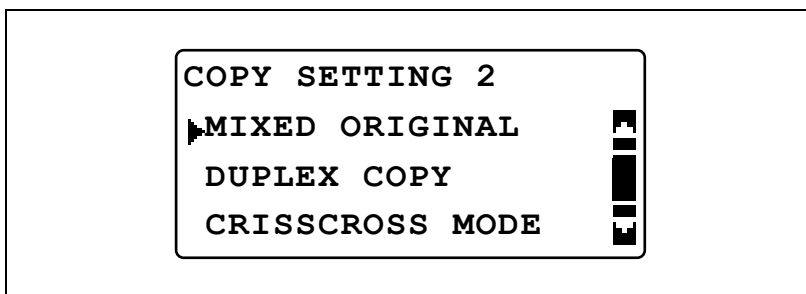 COPY SETTING 2
MIXED ORIGINAL
DUPLEX COPY
CRISSCROSS MODE